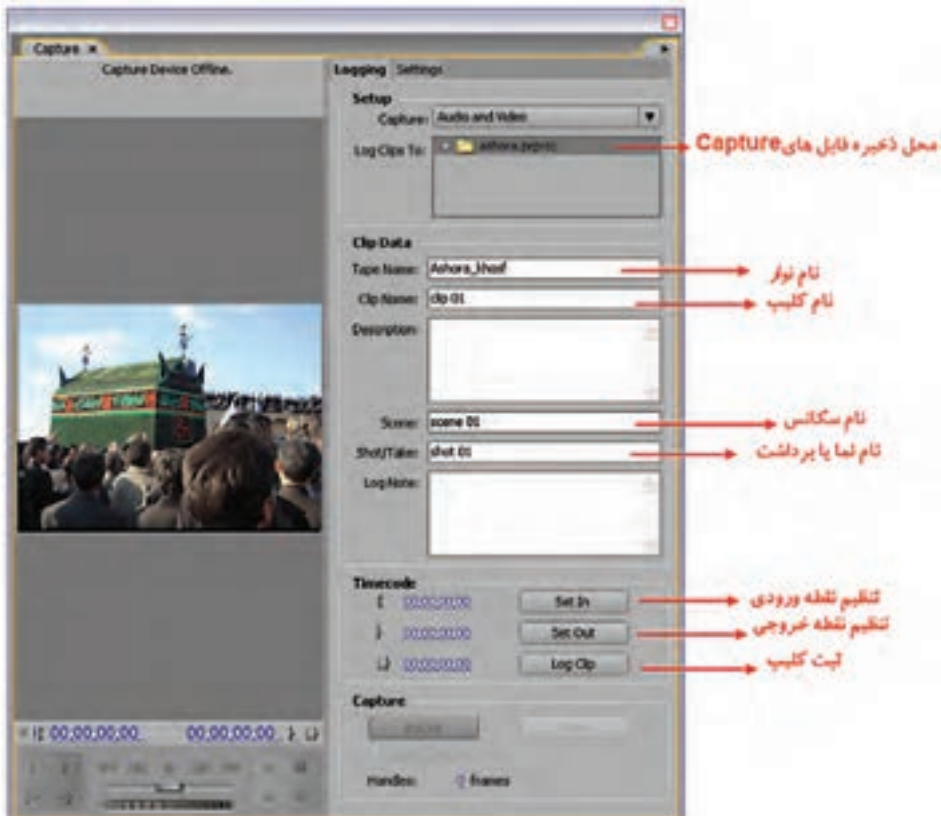 Capture ×
Capture Device Offline.
Logging Settings
Setup
Capture: Audio and Video
Log Clips To: ashora.prproj
محل ذخیره فایل های Capture
Clip Data
Tape Name: Ashora_khosf
نام نوار
Clip Name: clip 01
نام کلیپ
Description:
Scene: scene 01
نام سکانس
Shot/Take: shot 01
نام نما یا برداشت
Log Note:
Timecode
{ 00;00;00;00 Set In
تنظیم نقطه ورودی
} 00;00;00;00 Set Out
تنظیم نقطه خروجی
{} 00;00;00;00 Log Clip
ثبت کلیپ
Capture
Handles: 0 frames
00;00;00;00 00;00;00;00 {}